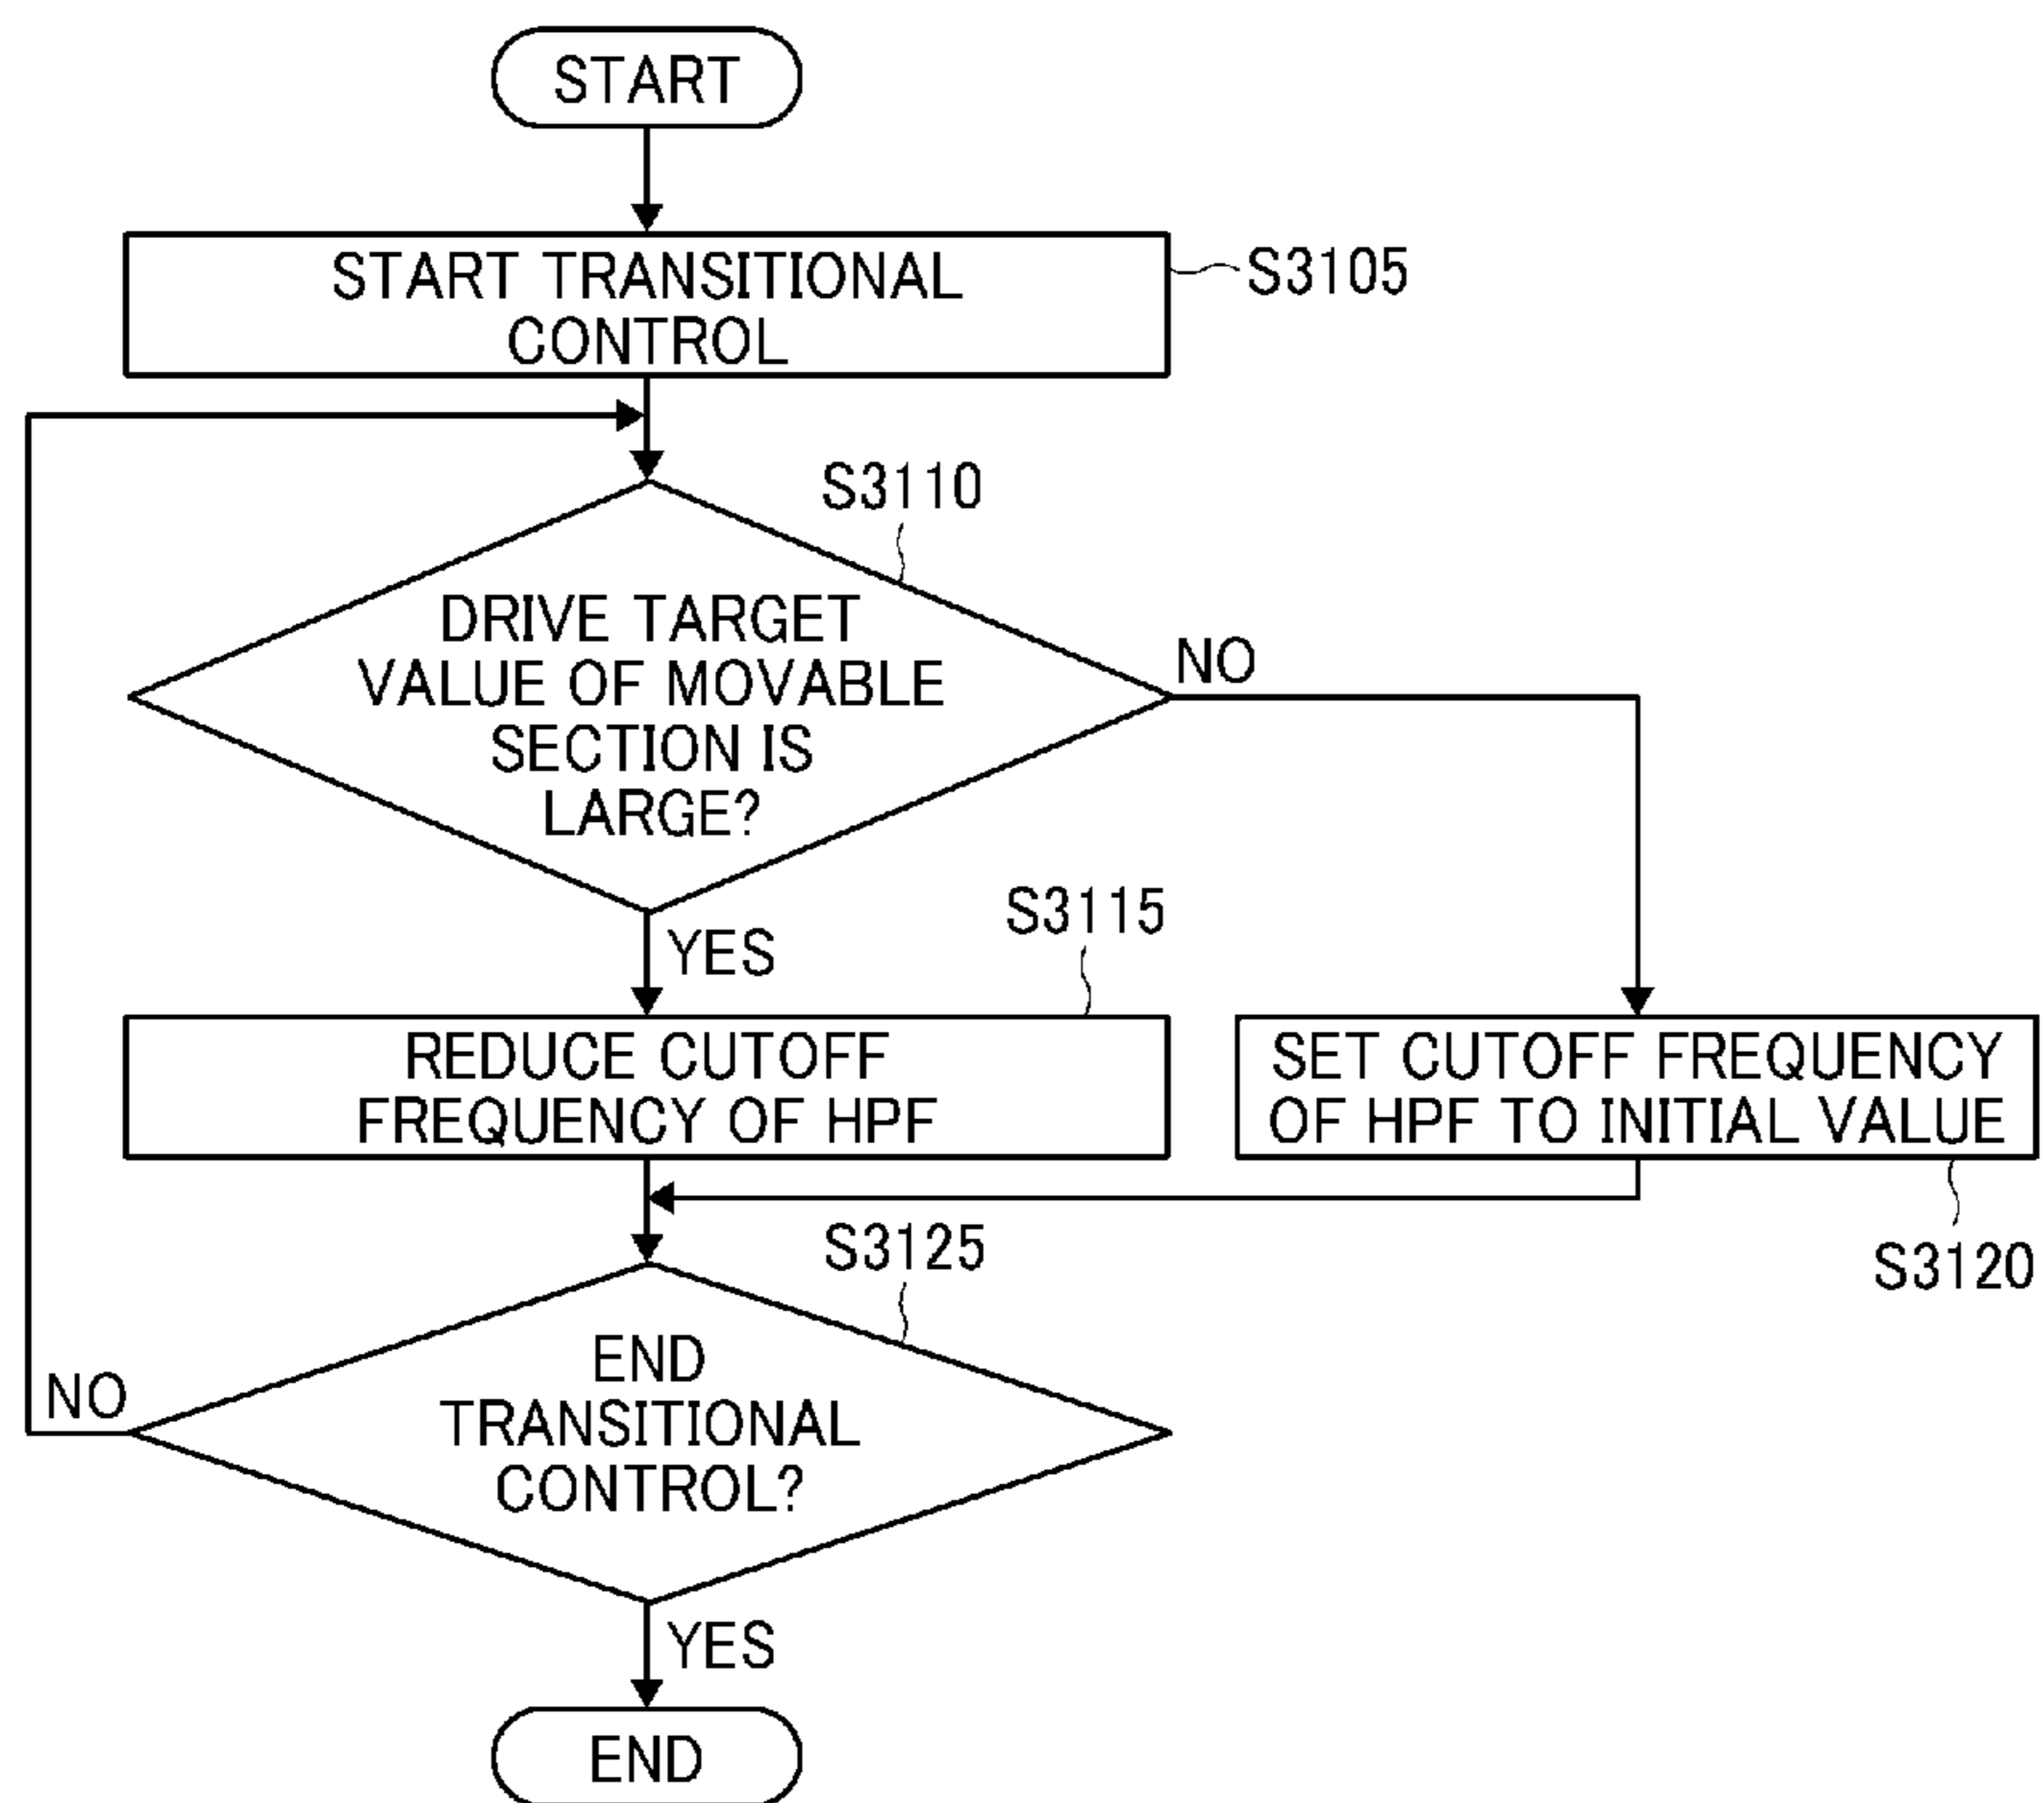 START
START TRANSITIONAL
CONTROL
S3105
S3110
DRIVE TARGET
VALUE OF MOVABLE
SECTION IS
LARGE?
NO
YES
S3115
REDUCE CUTOFF
FREQUENCY OF HPF
SET CUTOFF FREQUENCY
OF HPF TO INITIAL VALUE
S3120
S3125
END
TRANSITIONAL
CONTROL?
NO
YES
END